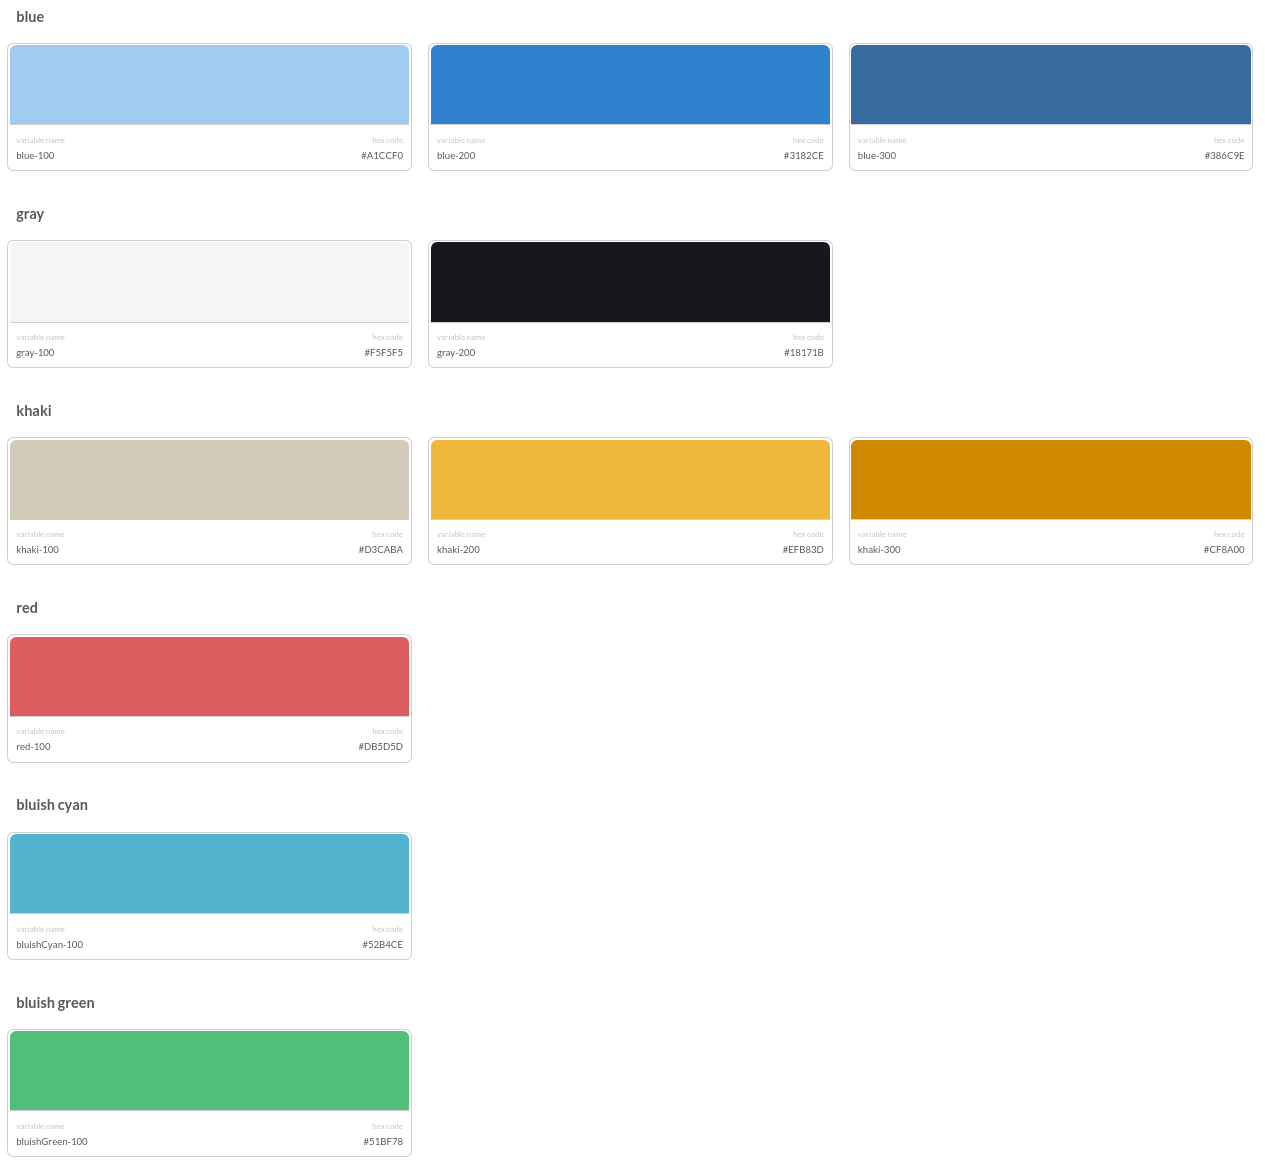 blue
variable name hex code variable name hex code variable name hex code
blue-100 #A1CCF0 blue-200 #3182CE blue-300 #386C9E
gray
variable name hex code variable name hex code
gray-100 #F5F5F5 gray-200 #18171B
khaki
variable name hex code variable name hex code variable name hex code
khaki-100 #D3CABA khaki-200 #EFB83D khaki-300 #CF8A00
red
variable name hex code
red-100 #DB5D5D
bluish cyan
variable name hex code
bluishCyan-100 #52B4CE
bluish green
variable name hex code
bluishGreen-100 #51BF78